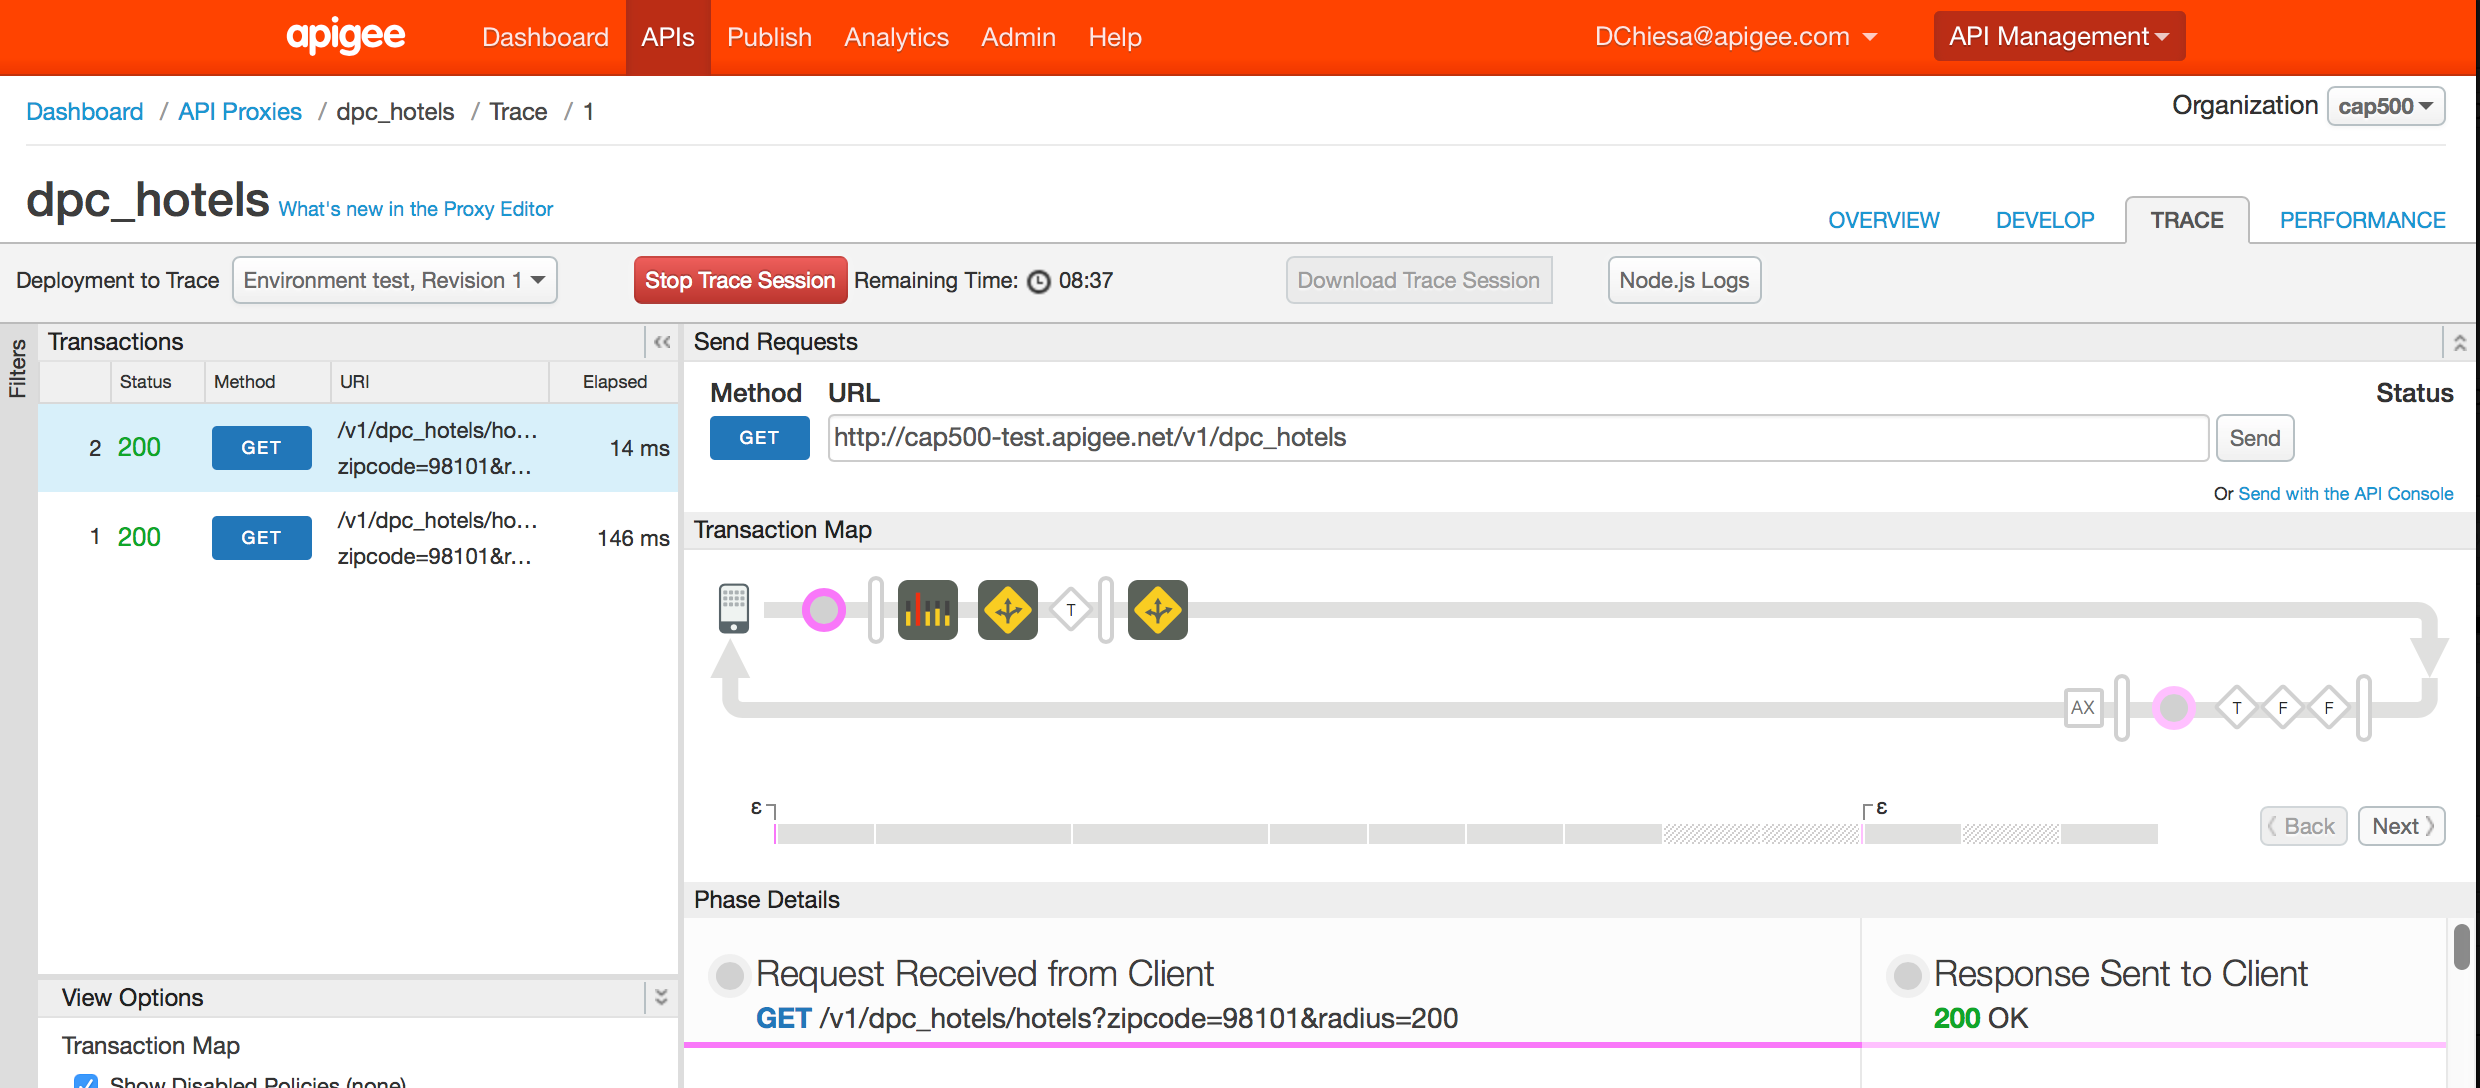 apigee Dashboard APIs Publish Analytics Admin Help DChiesa@apigee.com API Management
Dashboard / API Proxies / dpc_hotels / Trace / 1 Organization cap500
dpc_hotels What's new in the Proxy Editor OVERVIEW DEVELOP TRACE PERFORMANCE
Deployment to Trace Environment test, Revision 1 Stop Trace Session Remaining Time: 08:37 Download Trace Session Node.js Logs
Filters
Transactions «
Status Method URI Elapsed
2 200 GET /v1/dpc_hotels/ho... 14 ms
zipcode=98101&r...
1 200 GET /v1/dpc_hotels/ho... 146 ms
zipcode=98101&r...
View Options
Transaction Map
Show Disabled Policies (none)
Send Requests
Method URL Status
GET http://cap500-test.apigee.net/v1/dpc_hotels Send
Or Send with the API Console
Transaction Map
T
AX T F F
ε ε
Back Next
Phase Details
Request Received from Client
GET /v1/dpc_hotels/hotels?zipcode=98101&radius=200
Response Sent to Client
200 OK